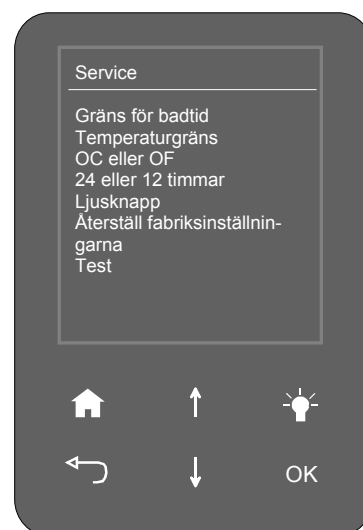 Service
Gräns för badtid
Temperaturgräns
OC eller OF
24 eller 12 timmar
Ljusknapp
Återställ fabriksinställnin-
garna
Test
OK